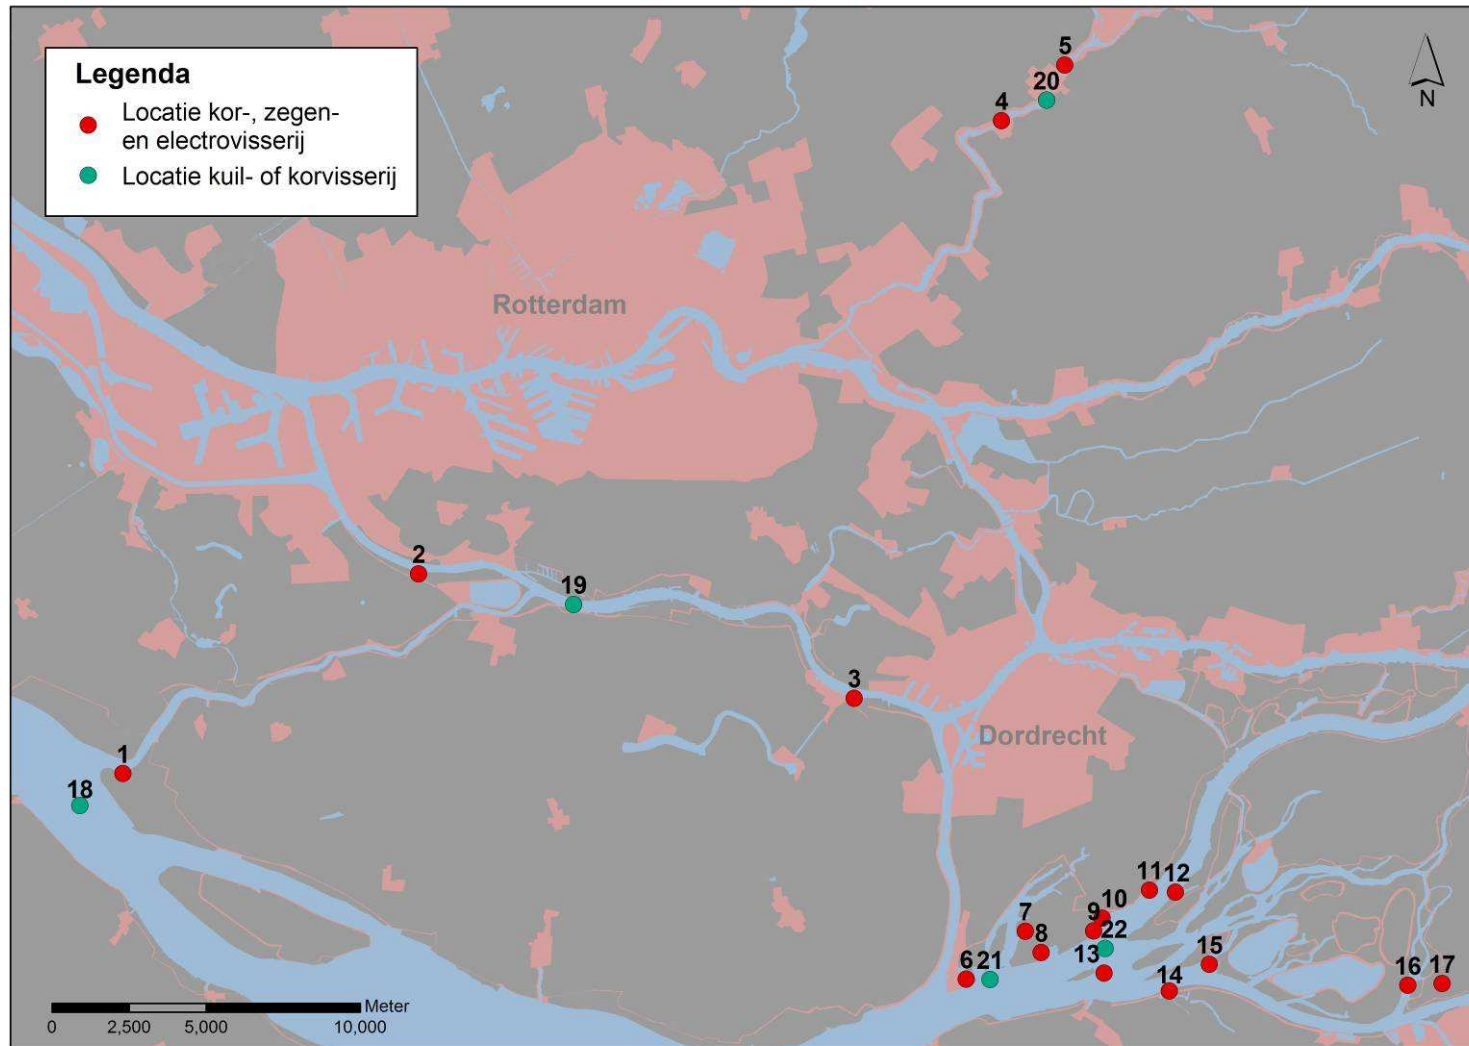 Legenda
Locatie kor-, zegen-
en electrovisserij
Locatie kuil- of korvisserij
N
5
20
4
Rotterdam
2
19
3
Dordrecht
1
18
11 12
10
9
7
22
8
13
15
6 21
14
16 17
Meter
0 2,500 5,000 10,000